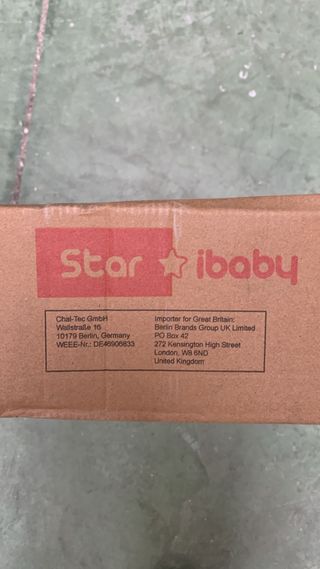 Star ibaby
Chal-Tec GmbH
Wallstraße 16
10179 Berlin, Germany
WEEE-Nr.: DE46906833
Importer for Great Britain:
Berlin Brands Group UK Limited
PO Box 42
272 Kensington High Street
London, W8 6ND
United Kingdom